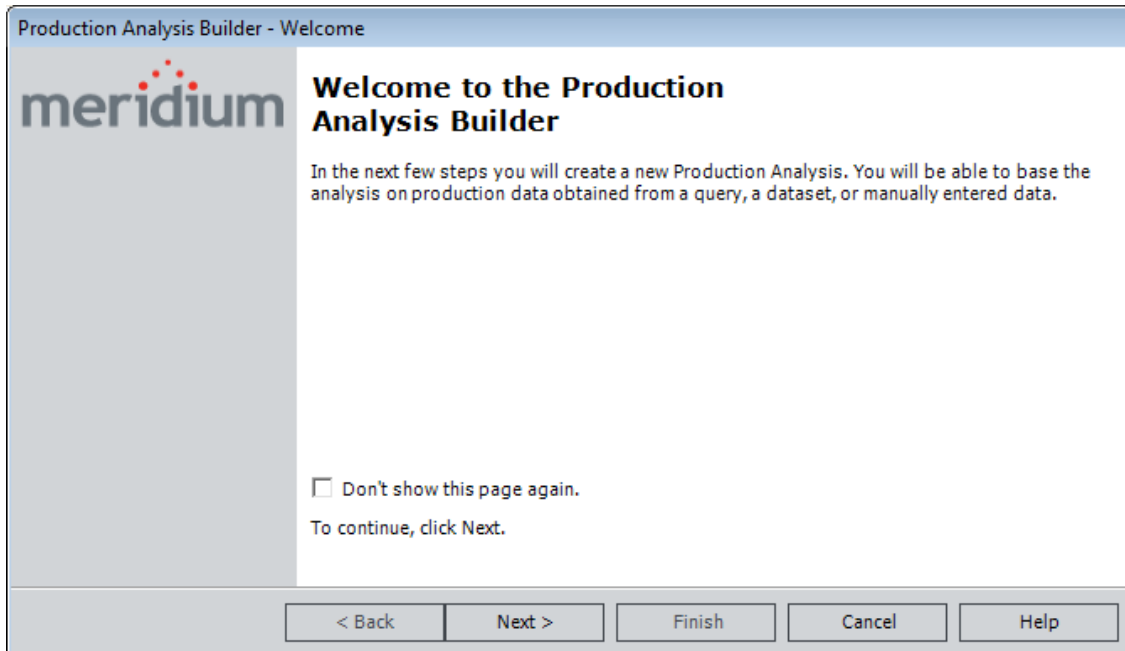 Production Analysis Builder - Welcome
meridium
Welcome to the Production
Analysis Builder
In the next few steps you will create a new Production Analysis. You will be able to base the
analysis on production data obtained from a query, a dataset, or manually entered data.
Don't show this page again.
To continue, click Next.
< Back
Next >
Finish
Cancel
Help